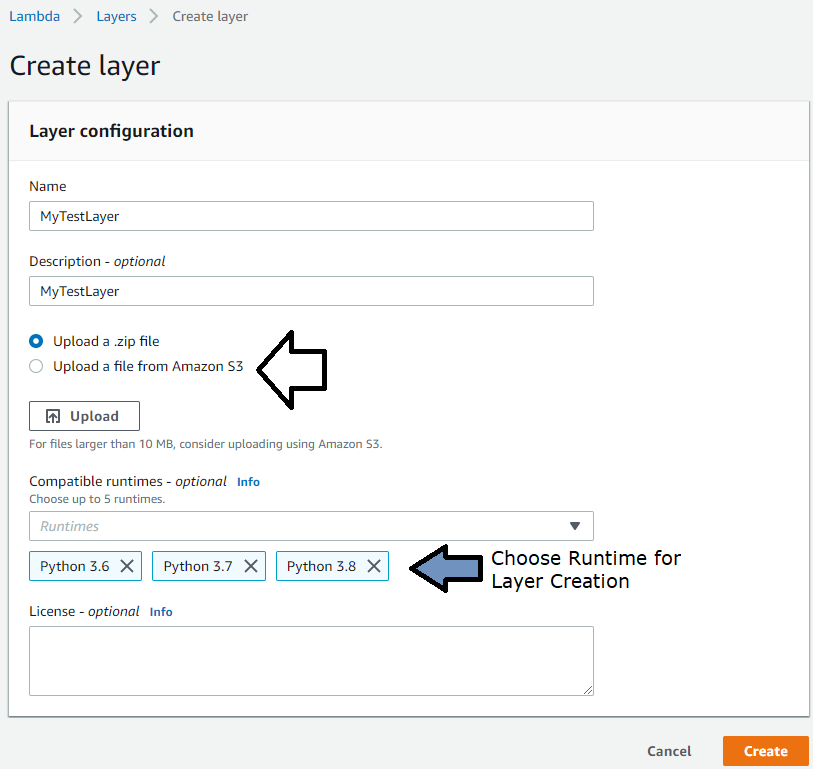 Lambda > Layers > Create layer
Create layer
Layer configuration
Name
MyTestLayer
Description - optional
MyTestLayer
Upload a .zip file
Upload a file from Amazon S3
Upload
For files larger than 10 MB, consider uploading using Amazon S3.
Compatible runtimes - optional Info
Choose up to 5 runtimes.
Runtimes
Python 3.6 Python 3.7 Python 3.8
Choose Runtime for
Layer Creation
License - optional Info
Cancel Create